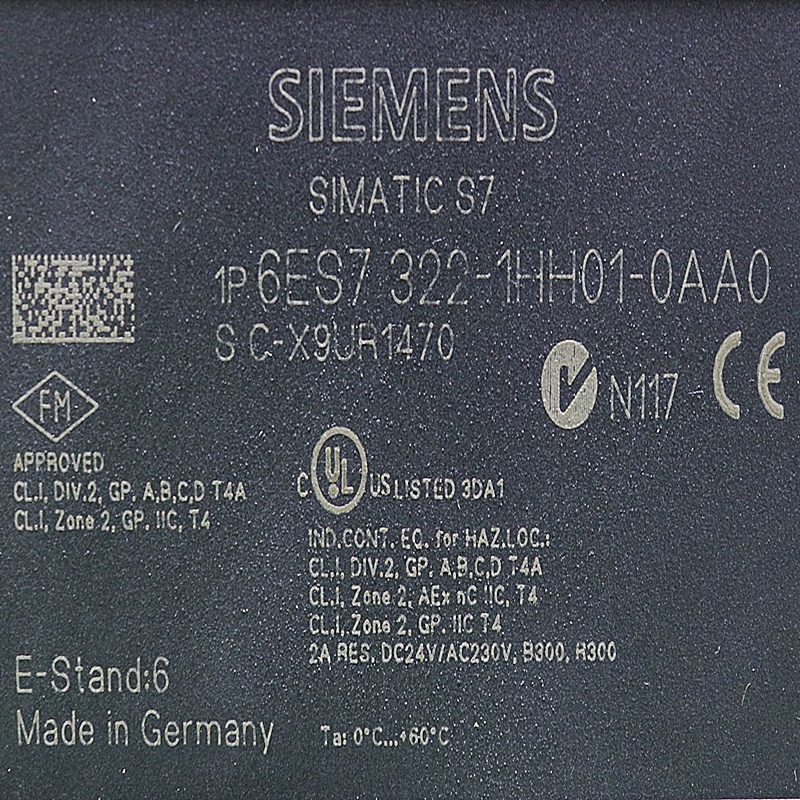 SIEMENS
SIMATIC S7
1P 6ES7 322-1HH01-0AA0
S C-X9UR1470
N117 CE
FM
APPROVED
CL.I, DIV.2, GP. A,B,C,D T4A
CL.I, Zone 2, GP. IIC, T4
C UL US LISTED 3DA1
IND.CONT. EQ. for HAZ.LOC.:
CL.I, DIV.2, GP. A,B,C,D T4A
CL.I, Zone 2, AEx nC IIC, T4
CL.I, Zone 2, GP. IIC T4
2A RES. DC24V/AC230V, B300, R300
E-Stand:6
Made in Germany
Ta: 0°C...+60°C